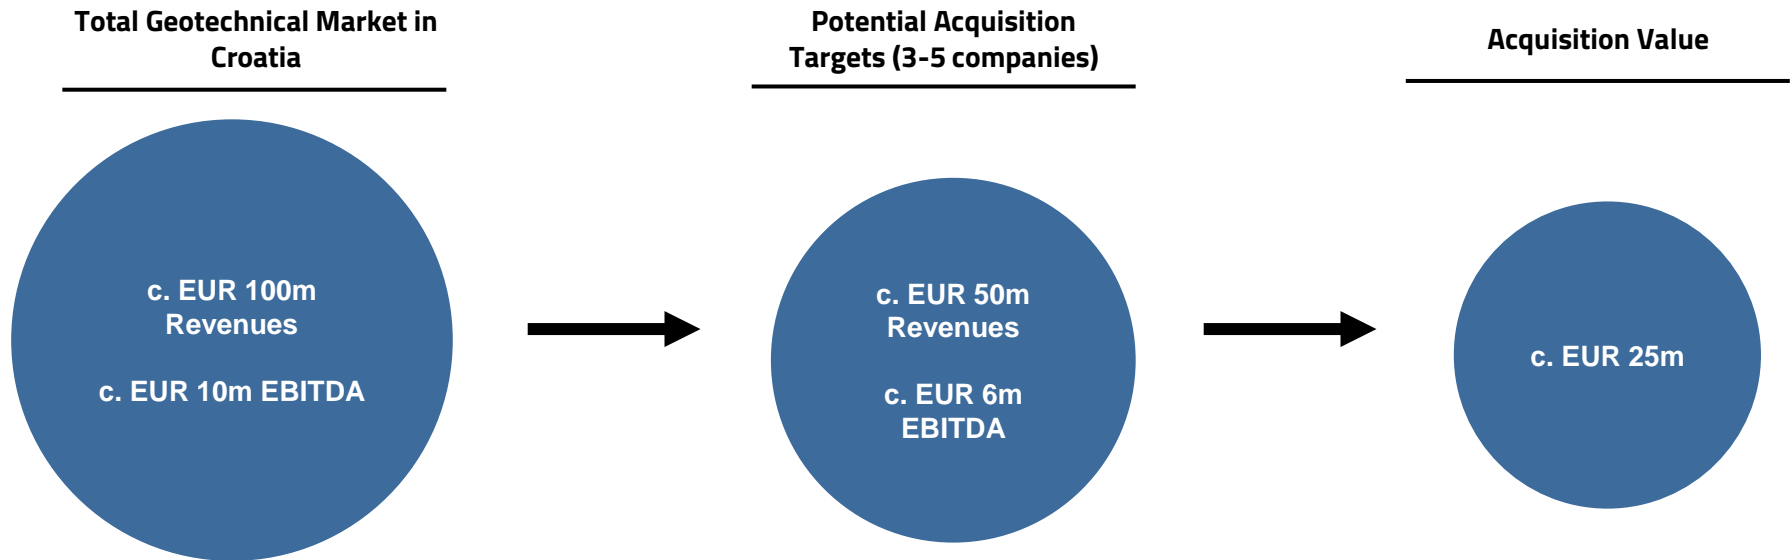 Total Geotechnical Market in
Croatia
c. EUR 100m
Revenues
c. EUR 10m EBITDA
Potential Acquisition
Targets (3-5 companies)
c. EUR 50m
Revenues
c. EUR 6m
EBITDA
Acquisition Value
c. EUR 25m